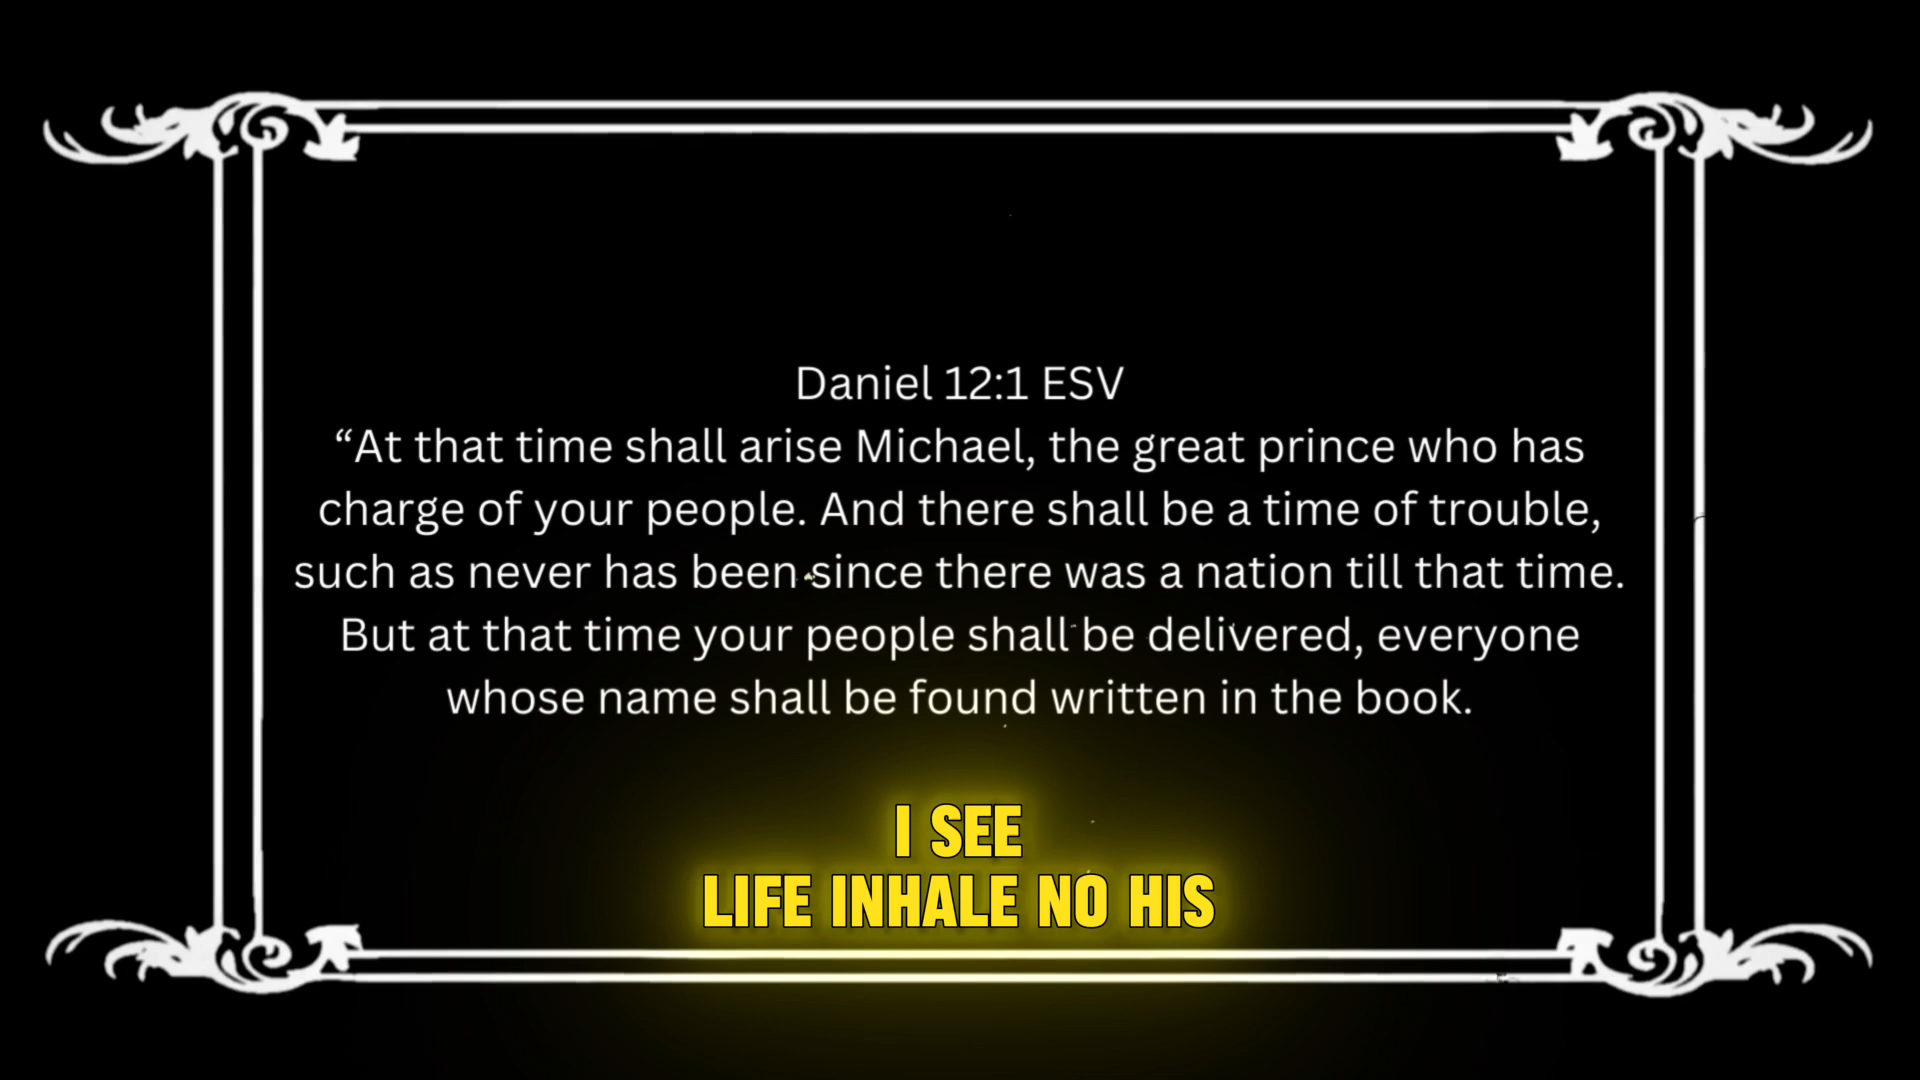 Daniel 12:1 ESV
“At that time shall arise Michael, the great prince who has
charge of your people. And there shall be a time of trouble,
such as never has been since there was a nation till that time.
But at that time your people shall be delivered, everyone
whose name shall be found written in the book.
I SEE
LIFE INHALE NO HIS